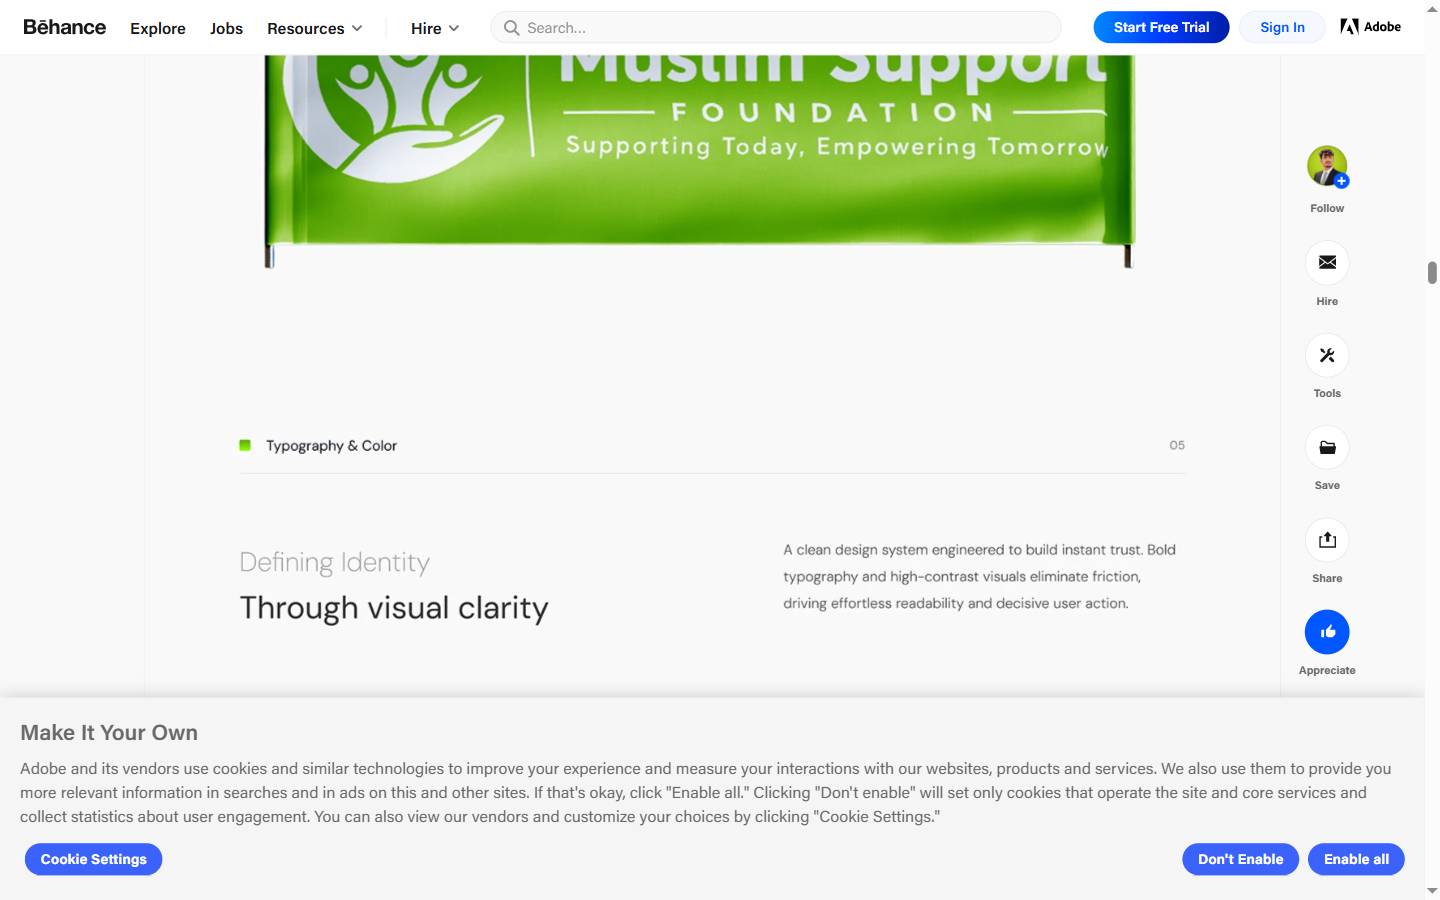 Bēhance
Explore
Jobs
Resources
Hire
Search...
Start Free Trial
Sign In
Adobe
Muslim Support
FOUNDATION
Supporting Today, Empowering Tomorrow
Follow
Hire
Tools
Save
Share
Appreciate
Typography & Color
05
Defining Identity
Through visual clarity
A clean design system engineered to build instant trust. Bold
typography and high-contrast visuals eliminate friction,
driving effortless readability and decisive user action.
Make It Your Own
Adobe and its vendors use cookies and similar technologies to improve your experience and measure your interactions with our websites, products and services. We also use them to provide you
more relevant information in searches and in ads on this and other sites. If that's okay, click "Enable all." Clicking "Don't enable" will set only cookies that operate the site and core services and
collect statistics about user engagement. You can also view our vendors and customize your choices by clicking "Cookie Settings."
Cookie Settings
Don't Enable
Enable all